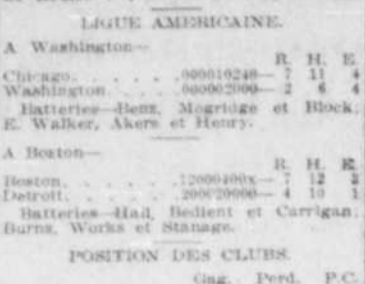 LIGUE AMERICAINE.
A Washington—
R. H. E.
Chicago. . . . . .000010240— 7 11 4
Washington . . . .000002000— 2 6 4
Batteries—Benz, Mogridge et Block;
E. Walker, Akers et Henry.
A Boston—
R. H. E.
Boston. . . . . .12000400x— 7 12 3
Detroit. . . . . .200020000— 4 10 1
Batteries—Hall, Bedient et Carrigan;
Burns, Works et Stanage.
POSITION DES CLUBS.
Gag. Perd. P.C.